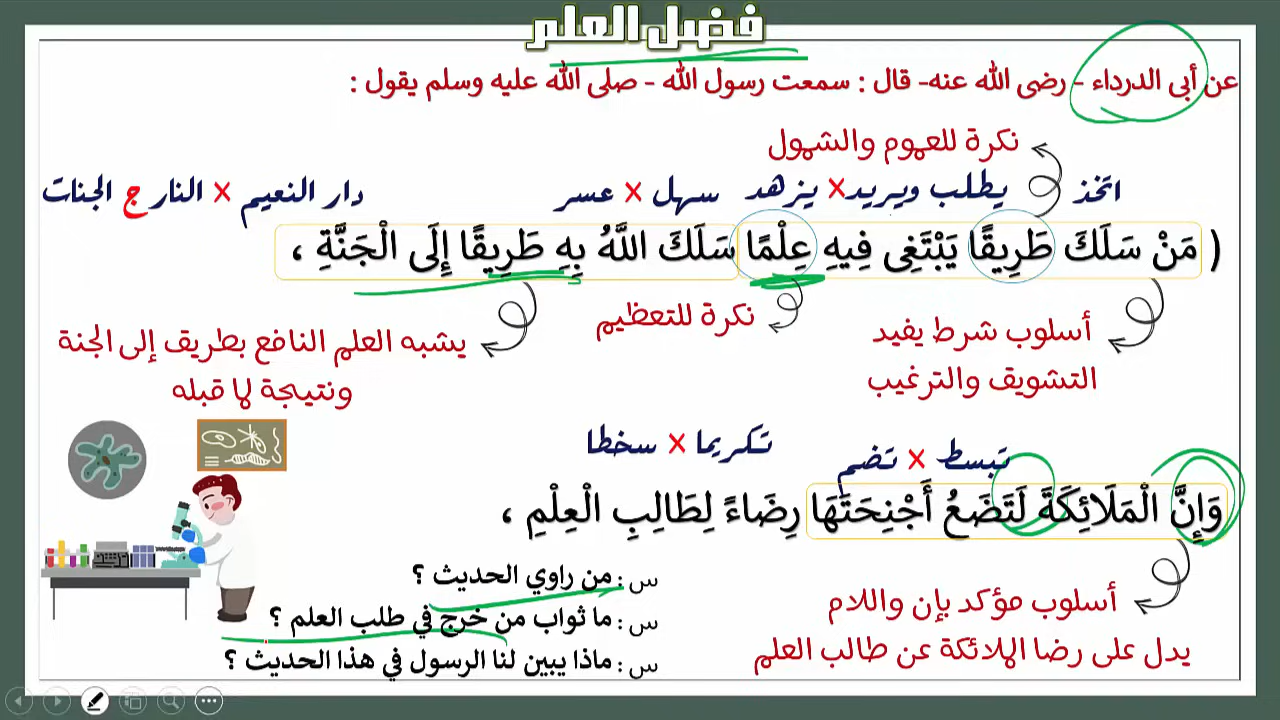 فضل العلم
عن أبى الدرداء - رضى الله عنه- قال : سمعت رسول الله - صلى الله عليه وسلم يقول :
نكرة للعموم والشمول
اتخذ يطلب ويريد x يزهد سهل x عسر دار النعيم x النار ج الجنات
( مَنْ سَلَكَ طَرِيقًا يَبْتَغِى فِيهِ عِلْمًا سَلَكَ اللَّهُ بِهِ طَرِيقًا إِلَى الْجَنَّةِ ،
أسلوب شرط يفيد
التشويق والترغيب
نكرة للتعظيم
يشبه العلم النافع بطريق إلى الجنة
ونتيجة لما قبله
تبسط x تضم تكريما x سخطا
وَإِنَّ الْمَلَائِكَةَ لَتَضَعُ أَجْنِحَتَهَا رِضَاءً لِطَالِبِ الْعِلْمِ ،
أسلوب مؤكد بإن واللام
يدل على رضا الملائكة عن طالب العلم
س : من راوي الحديث ؟
س : ما ثواب من خرج في طلب العلم ؟
س : ماذا يبين لنا الرسول في هذا الحديث ؟